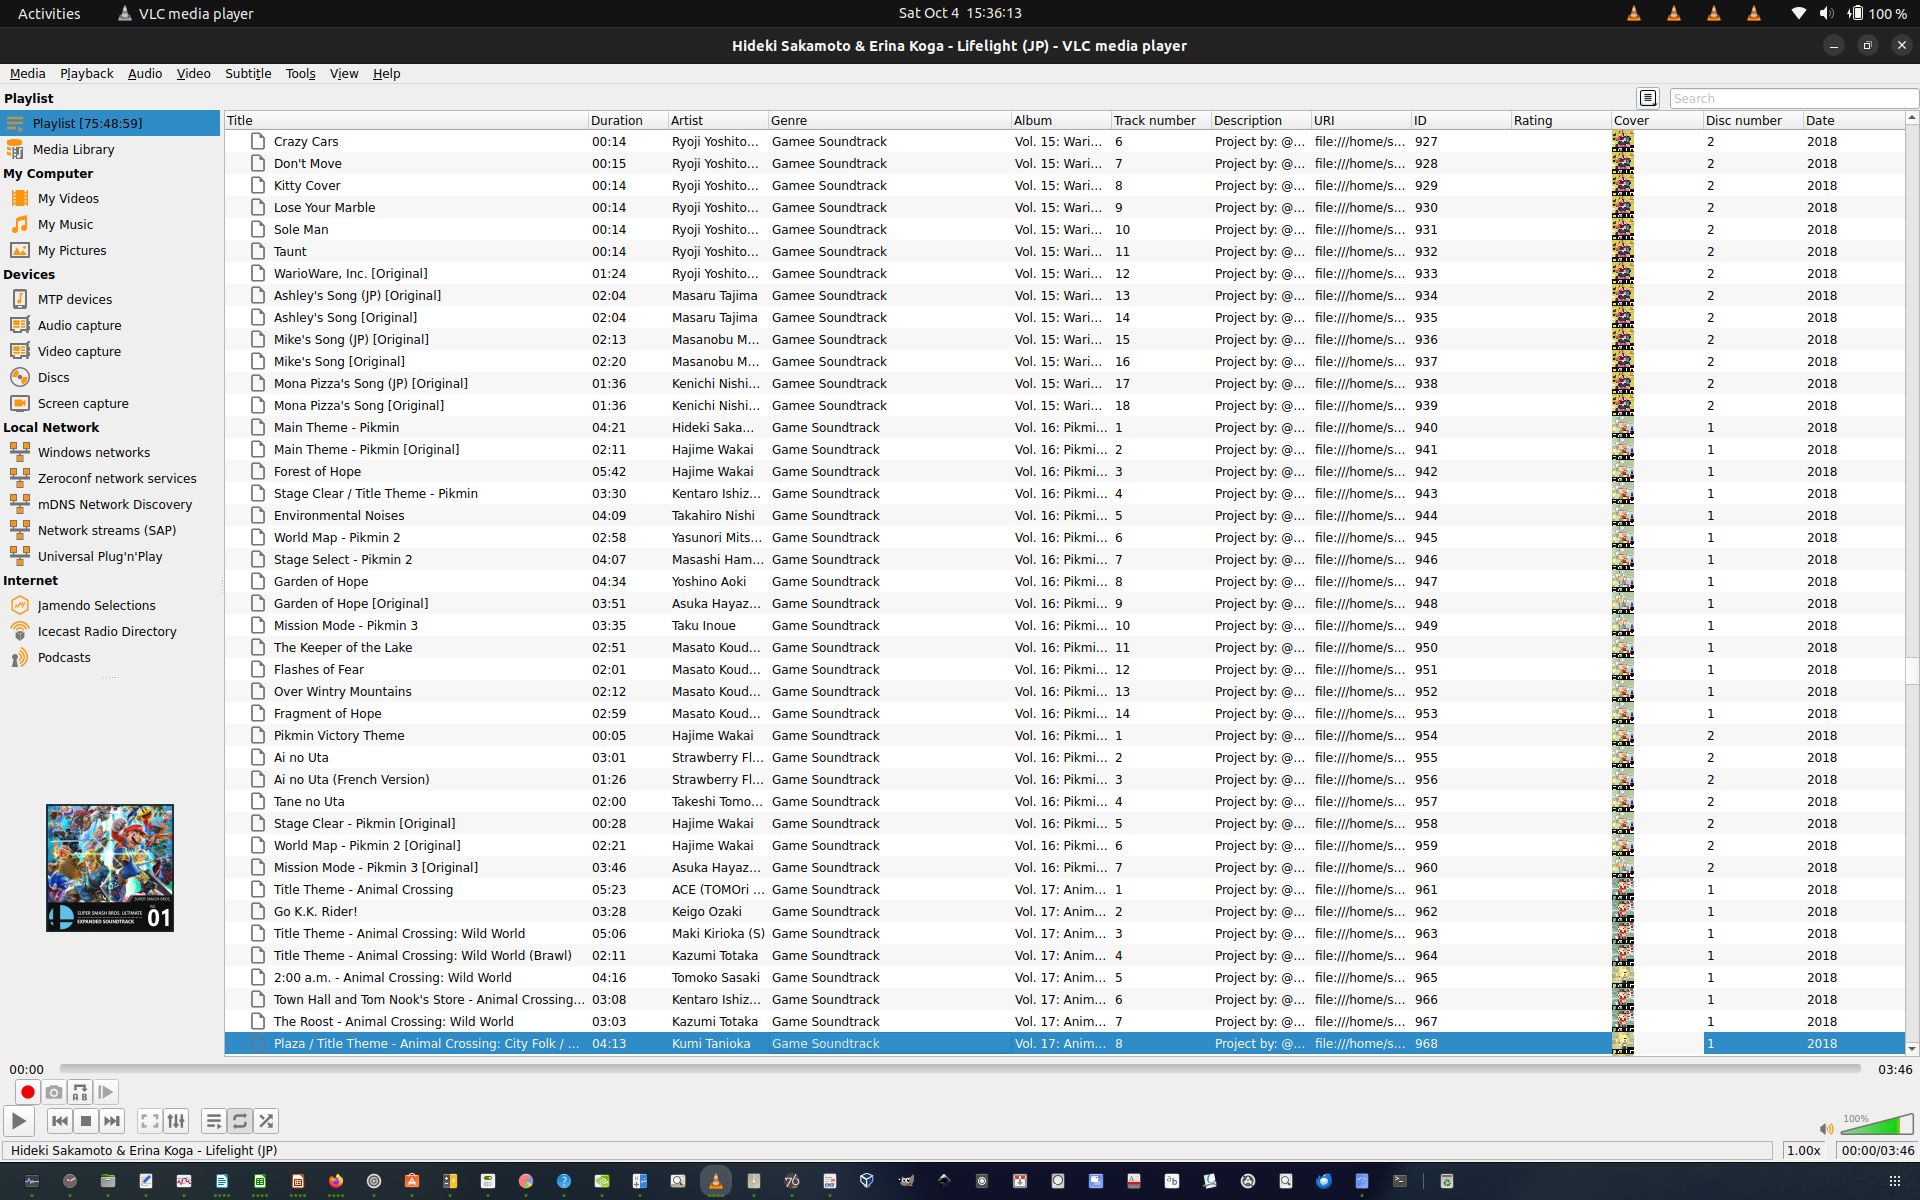 Activities VLC media player Sat Oct 4 15:36:13 100 %
Hideki Sakamoto & Erina Koga - Lifelight (JP) - VLC media player
Media Playback Audio Video Subtitle Tools View Help
Playlist
Search
Playlist [75:48:59]
Media Library
My Computer
My Videos
My Music
My Pictures
Devices
MTP devices
Audio capture
Video capture
Discs
Screen capture
Local Network
Windows networks
Zeroconf network services
mDNS Network Discovery
Network streams (SAP)
Universal Plug'n'Play
Internet
Jamendo Selections
Icecast Radio Directory
Podcasts
SUPER SMASH BROS. ULTIMATE
EXPANDED SOUNDTRACK 01
Title Duration Artist Genre Album Track number Description URI ID Rating Cover Disc number Date
Crazy Cars 00:14 Ryoji Yoshito... Gamee Soundtrack Vol. 15: Wari... 6 Project by: @... file:///home/s... 927 2 2018
Don't Move 00:15 Ryoji Yoshito... Gamee Soundtrack Vol. 15: Wari... 7 Project by: @... file:///home/s... 928 2 2018
Kitty Cover 00:14 Ryoji Yoshito... Gamee Soundtrack Vol. 15: Wari... 8 Project by: @... file:///home/s... 929 2 2018
Lose Your Marble 00:14 Ryoji Yoshito... Gamee Soundtrack Vol. 15: Wari... 9 Project by: @... file:///home/s... 930 2 2018
Sole Man 00:14 Ryoji Yoshito... Gamee Soundtrack Vol. 15: Wari... 10 Project by: @... file:///home/s... 931 2 2018
Taunt 00:14 Ryoji Yoshito... Gamee Soundtrack Vol. 15: Wari... 11 Project by: @... file:///home/s... 932 2 2018
WarioWare, Inc. [Original] 01:24 Ryoji Yoshito... Gamee Soundtrack Vol. 15: Wari... 12 Project by: @... file:///home/s... 933 2 2018
Ashley's Song (JP) [Original] 02:04 Masaru Tajima Gamee Soundtrack Vol. 15: Wari... 13 Project by: @... file:///home/s... 934 2 2018
Ashley's Song [Original] 02:04 Masaru Tajima Gamee Soundtrack Vol. 15: Wari... 14 Project by: @... file:///home/s... 935 2 2018
Mike's Song (JP) [Original] 02:13 Masanobu M... Gamee Soundtrack Vol. 15: Wari... 15 Project by: @... file:///home/s... 936 2 2018
Mike's Song [Original] 02:20 Masanobu M... Gamee Soundtrack Vol. 15: Wari... 16 Project by: @... file:///home/s... 937 2 2018
Mona Pizza's Song (JP) [Original] 01:36 Kenichi Nishi... Gamee Soundtrack Vol. 15: Wari... 17 Project by: @... file:///home/s... 938 2 2018
Mona Pizza's Song [Original] 01:36 Kenichi Nishi... Gamee Soundtrack Vol. 15: Wari... 18 Project by: @... file:///home/s... 939 2 2018
Main Theme - Pikmin 04:21 Hideki Saka... Game Soundtrack Vol. 16: Pikmi... 1 Project by: @... file:///home/s... 940 1 2018
Main Theme - Pikmin [Original] 02:11 Hajime Wakai Game Soundtrack Vol. 16: Pikmi... 2 Project by: @... file:///home/s... 941 1 2018
Forest of Hope 05:42 Hajime Wakai Game Soundtrack Vol. 16: Pikmi... 3 Project by: @... file:///home/s... 942 1 2018
Stage Clear / Title Theme - Pikmin 03:30 Kentaro Ishiz... Game Soundtrack Vol. 16: Pikmi... 4 Project by: @... file:///home/s... 943 1 2018
Environmental Noises 04:09 Takahiro Nishi Game Soundtrack Vol. 16: Pikmi... 5 Project by: @... file:///home/s... 944 1 2018
World Map - Pikmin 2 02:58 Yasunori Mits... Game Soundtrack Vol. 16: Pikmi... 6 Project by: @... file:///home/s... 945 1 2018
Stage Select - Pikmin 2 04:07 Masashi Ham... Game Soundtrack Vol. 16: Pikmi... 7 Project by: @... file:///home/s... 946 1 2018
Garden of Hope 04:34 Yoshino Aoki Game Soundtrack Vol. 16: Pikmi... 8 Project by: @... file:///home/s... 947 1 2018
Garden of Hope [Original] 03:51 Asuka Hayaz... Game Soundtrack Vol. 16: Pikmi... 9 Project by: @... file:///home/s... 948 1 2018
Mission Mode - Pikmin 3 03:35 Taku Inoue Game Soundtrack Vol. 16: Pikmi... 10 Project by: @... file:///home/s... 949 1 2018
The Keeper of the Lake 02:51 Masato Koud... Game Soundtrack Vol. 16: Pikmi... 11 Project by: @... file:///home/s... 950 1 2018
Flashes of Fear 02:01 Masato Koud... Game Soundtrack Vol. 16: Pikmi... 12 Project by: @... file:///home/s... 951 1 2018
Over Wintry Mountains 02:12 Masato Koud... Game Soundtrack Vol. 16: Pikmi... 13 Project by: @... file:///home/s... 952 1 2018
Fragment of Hope 02:59 Masato Koud... Game Soundtrack Vol. 16: Pikmi... 14 Project by: @... file:///home/s... 953 1 2018
Pikmin Victory Theme 00:05 Hajime Wakai Game Soundtrack Vol. 16: Pikmi... 1 Project by: @... file:///home/s... 954 2 2018
Ai no Uta 03:01 Strawberry Fl... Game Soundtrack Vol. 16: Pikmi... 2 Project by: @... file:///home/s... 955 2 2018
Ai no Uta (French Version) 01:26 Strawberry Fl... Game Soundtrack Vol. 16: Pikmi... 3 Project by: @... file:///home/s... 956 2 2018
Tane no Uta 02:00 Takeshi Tomo... Game Soundtrack Vol. 16: Pikmi... 4 Project by: @... file:///home/s... 957 2 2018
Stage Clear - Pikmin [Original] 00:28 Hajime Wakai Game Soundtrack Vol. 16: Pikmi... 5 Project by: @... file:///home/s... 958 2 2018
World Map - Pikmin 2 [Original] 02:21 Hajime Wakai Game Soundtrack Vol. 16: Pikmi... 6 Project by: @... file:///home/s... 959 2 2018
Mission Mode - Pikmin 3 [Original] 03:46 Asuka Hayaz... Game Soundtrack Vol. 16: Pikmi... 7 Project by: @... file:///home/s... 960 2 2018
Title Theme - Animal Crossing 05:23 ACE (TOMOri ... Game Soundtrack Vol. 17: Anim... 1 Project by: @... file:///home/s... 961 1 2018
Go K.K. Rider! 03:28 Keigo Ozaki Game Soundtrack Vol. 17: Anim... 2 Project by: @... file:///home/s... 962 1 2018
Title Theme - Animal Crossing: Wild World 05:06 Maki Kirioka (S) Game Soundtrack Vol. 17: Anim... 3 Project by: @... file:///home/s... 963 1 2018
Title Theme - Animal Crossing: Wild World (Brawl) 02:11 Kazumi Totaka Game Soundtrack Vol. 17: Anim... 4 Project by: @... file:///home/s... 964 1 2018
2:00 a.m. - Animal Crossing: Wild World 04:16 Tomoko Sasaki Game Soundtrack Vol. 17: Anim... 5 Project by: @... file:///home/s... 965 1 2018
Town Hall and Tom Nook's Store - Animal Crossing... 03:08 Kentaro Ishiz... Game Soundtrack Vol. 17: Anim... 6 Project by: @... file:///home/s... 966 1 2018
The Roost - Animal Crossing: Wild World 03:03 Kazumi Totaka Game Soundtrack Vol. 17: Anim... 7 Project by: @... file:///home/s... 967 1 2018
Plaza / Title Theme - Animal Crossing: City Folk / ... 04:13 Kumi Tanioka Game Soundtrack Vol. 17: Anim... 8 Project by: @... file:///home/s... 968 1 2018
00:00 03:46
100%
Hideki Sakamoto & Erina Koga - Lifelight (JP) 1.00x 00:00/03:46